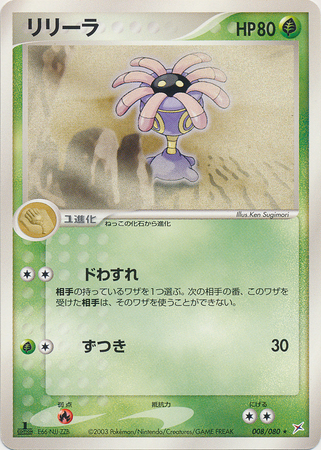 リリーラ HP80
Illus.Ken Sugimori
1進化
ねっこの化石から進化
ドわすれ
相手の持っているワザを1つ選ぶ。次の相手の番、このワザを
受けた相手は、そのワザを使うことができない。
ずつき 30
弱点 抵抗力 にげる
©2003 Pokémon/Nintendo/Creatures/GAME FREAK
008/080